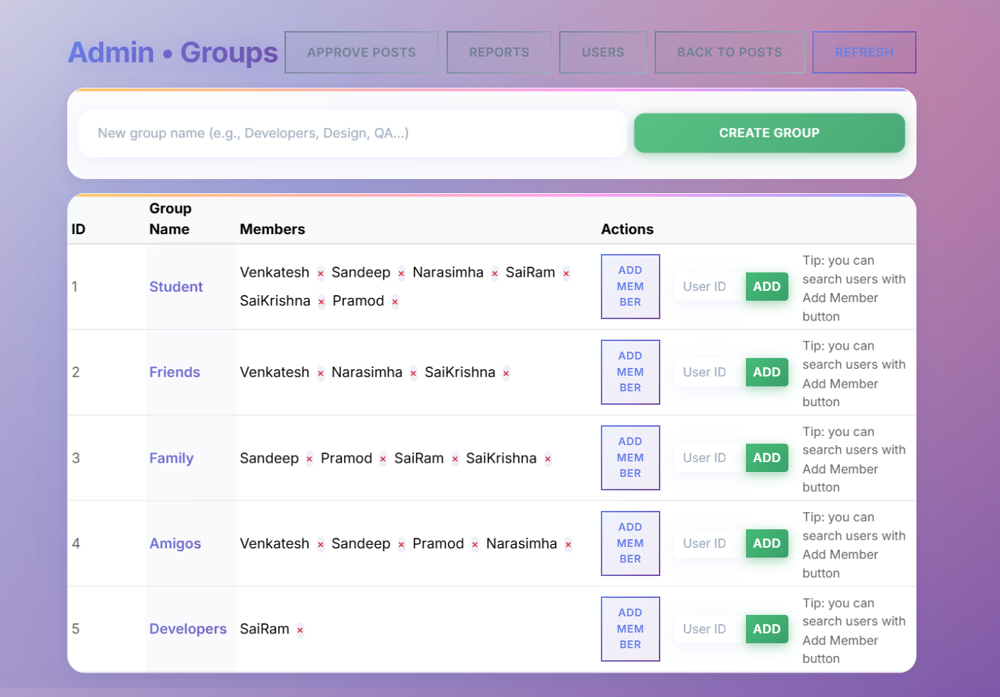 Admin • Groups APPROVE POSTS REPORTS USERS BACK TO POSTS REFRESH
New group name (e.g., Developers, Design, QA...) CREATE GROUP
ID Group Name Members Actions
1 Student Venkatesh × Sandeep × Narasimha × SaiRam ×
SaiKrishna × Pramod ×
ADD
MEM
BER
User ID ADD
Tip: you can
search users with
Add Member
button
2 Friends Venkatesh × Narasimha × SaiKrishna ×
ADD
MEM
BER
User ID ADD
Tip: you can
search users with
Add Member
button
3 Family Sandeep × Pramod × SaiRam × SaiKrishna ×
ADD
MEM
BER
User ID ADD
Tip: you can
search users with
Add Member
button
4 Amigos Venkatesh × Sandeep × Pramod × Narasimha ×
ADD
MEM
BER
User ID ADD
Tip: you can
search users with
Add Member
button
5 Developers SaiRam ×
ADD
MEM
BER
User ID ADD
Tip: you can
search users with
Add Member
button